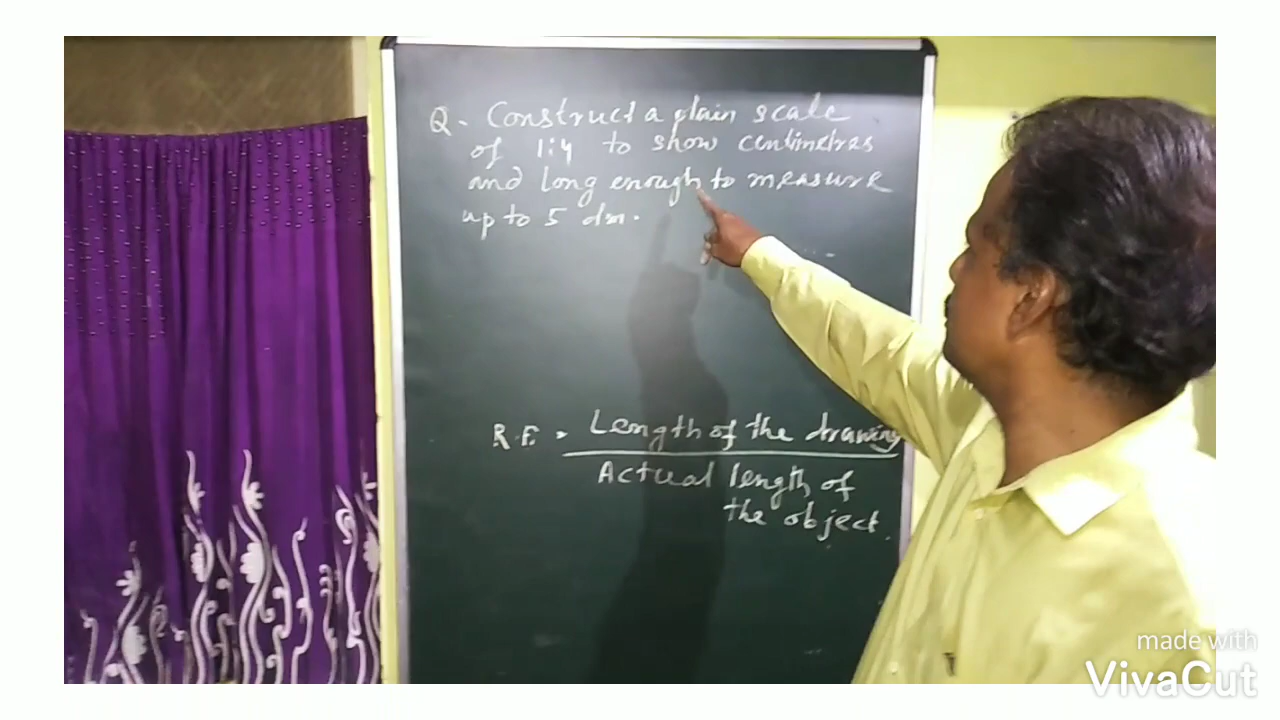 Q. Construct a plain scale
of 1:4 to show centimetres
and long enough to measure
up to 5 dm.
R.F. = Length of the drawing
Actual length of
the object.
made with
VivaCut